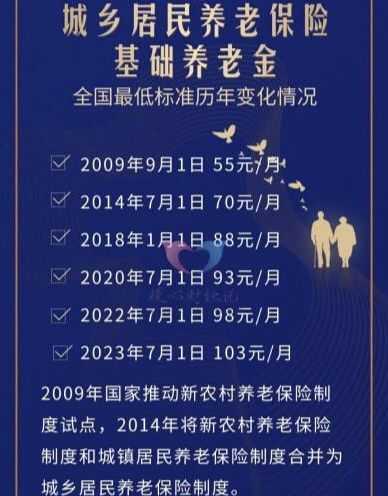 城乡居民养老保险
基础养老金
全国最低标准历年变化情况
2009年9月1日 55元/月
2014年7月1日 70元/月
2018年1月1日 88元/月
2020年7月1日 93元/月
2022年7月1日 98元/月
2023年7月1日 103元/月
2009年国家推动新农村养老保险制
度试点，2014年将新农村养老保险
制度和城镇居民养老保险制度合并为
城乡居民养老保险制度。